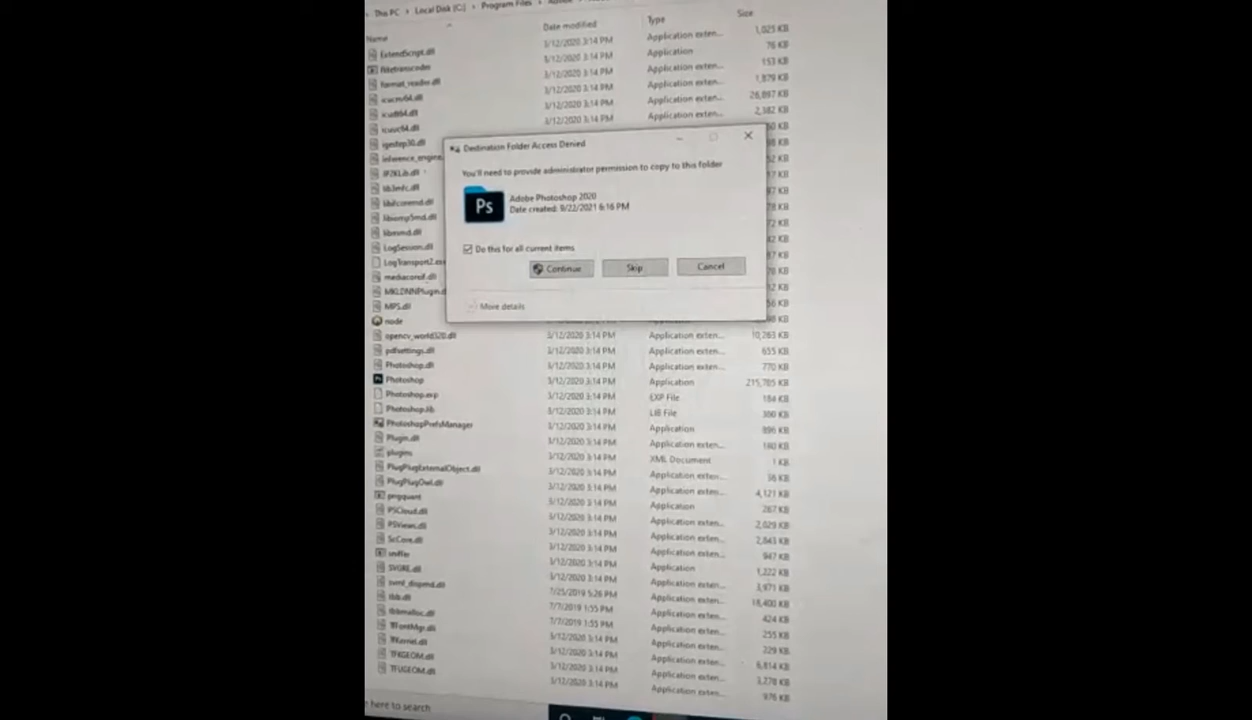 This PC > Local Disk (C:) > Program Files >
Name Date modified Type Size
ExtendScript.dll 3/12/2020 3:14 PM Application exten... 1,025 KB
3/12/2020 3:14 PM Application 76 KB
format_reader.dll 3/12/2020 3:14 PM Application exten... 153 KB
icucnv64.dll 3/12/2020 3:14 PM Application exten... 1,879 KB
icudt64.dll 3/12/2020 3:14 PM Application exten... 26,897 KB
icuuc64.dll 3/12/2020 3:14 PM Application exten... 2,382 KB
igestep30.dll
inference_engine.
JP2KLib.dll
libifcoremd.dll
libiomp5md.dll
libmmd.dll
LogSession.dll
LogTransport2.exe
mediacoreif.dll
MKLDNNPlugin.d
MPS.dll
node
Destination Folder Access Denied
You'll need to provide administrator permission to copy to this folder
Ps
Adobe Photoshop 2020
Date created: 9/22/2021 6:16 PM
Do this for all current items
Continue Skip Cancel
More details
opencv_world320.dll 3/12/2020 3:14 PM Application exten... 10,263 KB
pdfsettings.dll 3/12/2020 3:14 PM Application exten... 655 KB
Photoshop.dll 3/12/2020 3:14 PM Application exten... 770 KB
Ps Photoshop 3/12/2020 3:14 PM Application 215,785 KB
Photoshop.exp 3/12/2020 3:14 PM EXP File 184 KB
Photoshop.lib 3/12/2020 3:14 PM LIB File 300 KB
PhotoshopPrefsManager 3/12/2020 3:14 PM Application 896 KB
Plugin.dll 3/12/2020 3:14 PM Application exten... 180 KB
plugins 3/12/2020 3:14 PM XML Document 1 KB
PlugPlugExternalObject.dll 3/12/2020 3:14 PM Application exten... 36 KB
PlugPlugOwl.dll 3/12/2020 3:14 PM Application exten... 4,121 KB
pngquant 3/12/2020 3:14 PM Application 267 KB
PSCloud.dll 3/12/2020 3:14 PM Application exten... 2,029 KB
PSViews.dll 3/12/2020 3:14 PM Application exten... 2,643 KB
ScCore.dll 3/12/2020 3:14 PM Application exten... 947 KB
sniffer 3/12/2020 3:14 PM Application 1,222 KB
SVGRE.dll 3/12/2020 3:14 PM Application exten... 3,971 KB
svml_dispmd.dll 7/25/2019 5:26 PM Application exten... 18,400 KB
tbb.dll 7/7/2019 1:55 PM Application exten... 424 KB
tbbmalloc.dll 7/7/2019 1:55 PM Application exten... 255 KB
TfFontMgr.dll 3/12/2020 3:14 PM Application exten... 229 KB
TfKernel.dll 3/12/2020 3:14 PM Application exten... 6,814 KB
TFKGEOM.dll 3/12/2020 3:14 PM Application exten... 3,278 KB
TFUGEOM.dll 3/12/2020 3:14 PM Application exten... 976 KB
here to search